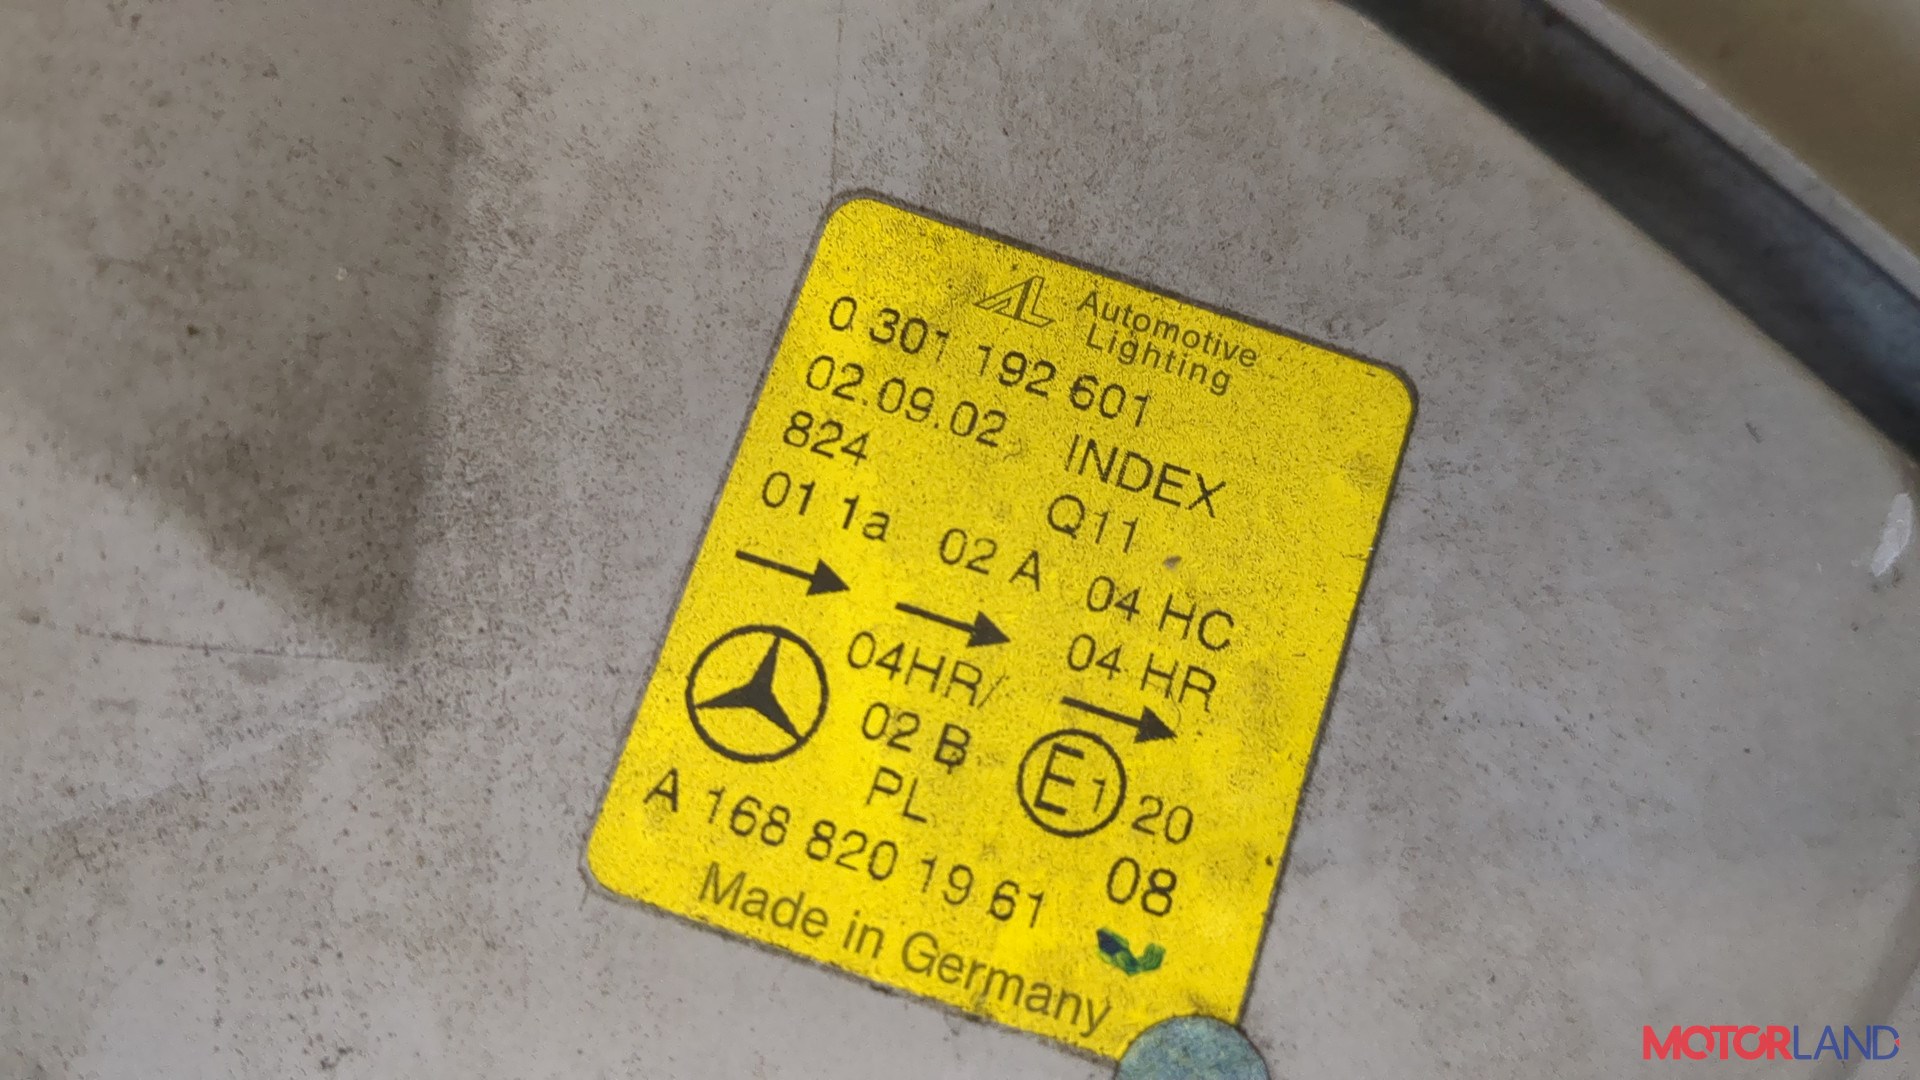 AL Automotive
Lighting
0 301 192 601
02.09.02 INDEX
824 Q11
01 1a 02 A 04 HC
04HR/ 04 HR
02 B
PL E1 20
A 168 820 19 61 08
Made in Germany
MOTORLAND